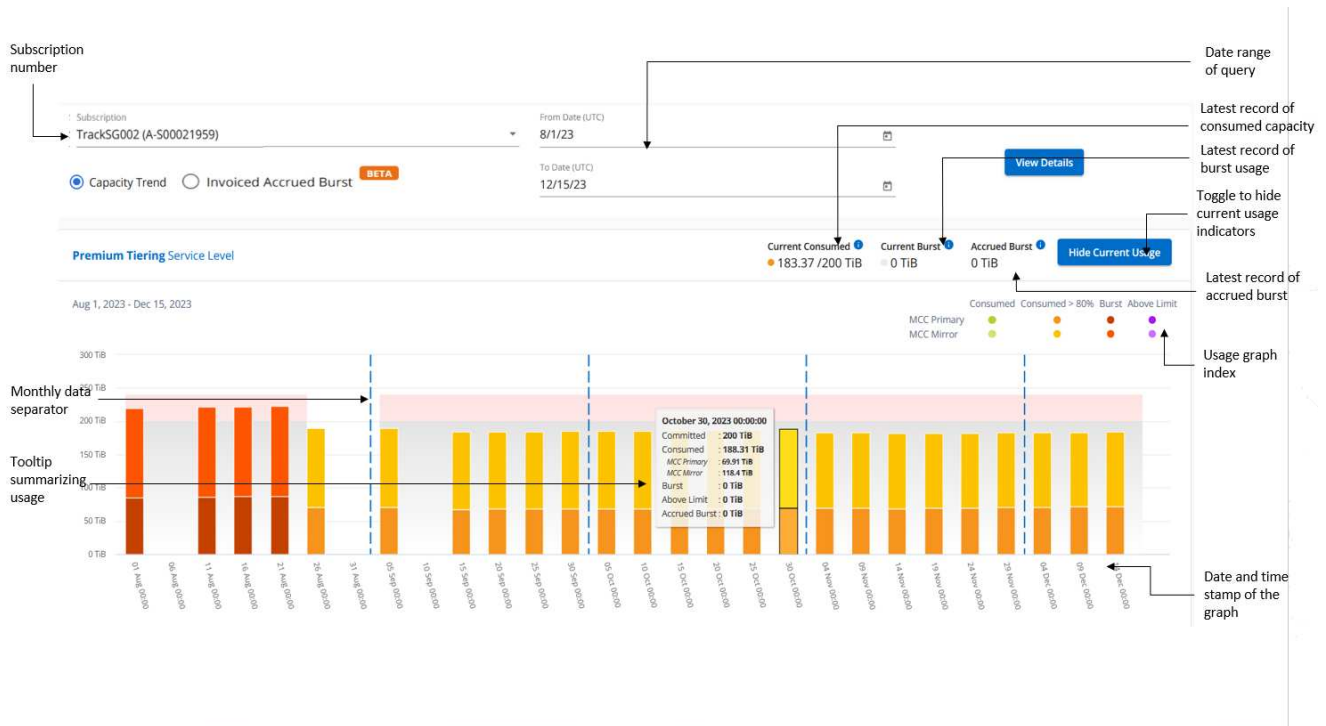 Subscription
number
Date range
of query
Latest record of
consumed capacity
Latest record of
burst usage
Toggle to hide
current usage
indicators
Latest record of
accrued burst
Usage graph
index
Monthly data
separator
Tooltip
summarizing
usage
Date and time
stamp of the
graph
Subscription
TrackSG002 (A-S00021959)
From Date (UTC)
8/1/23
To Date (UTC)
12/15/23
Capacity Trend
Invoiced Accrued Burst
BETA
View Details
Premium Tiering Service Level
Current Consumed
183.37 /200 TiB
Current Burst
0 TiB
Accrued Burst
0 TiB
Hide Current Usage
Aug 1, 2023 - Dec 15, 2023
Consumed Consumed > 80% Burst Above Limit
MCC Primary
MCC Mirror
300 TiB
250 TiB
200 TiB
150 TiB
100 TiB
50 TiB
0 TiB
October 30, 2023 00:00:00
Committed : 200 TiB
Consumed : 188.31 TiB
MCC Primary : 69.91 TiB
MCC Mirror : 118.4 TiB
Burst : 0 TiB
Above Limit : 0 TiB
Accrued Burst : 0 TiB
01 Aug 00:00
06 Aug 00:00
11 Aug 00:00
16 Aug 00:00
21 Aug 00:00
26 Aug 00:00
31 Aug 00:00
05 Sep 00:00
10 Sep 00:00
15 Sep 00:00
20 Sep 00:00
25 Sep 00:00
30 Sep 00:00
05 Oct 00:00
10 Oct 00:00
15 Oct 00:00
20 Oct 00:00
25 Oct 00:00
30 Oct 00:00
04 Nov 00:00
09 Nov 00:00
14 Nov 00:00
19 Nov 00:00
24 Nov 00:00
29 Nov 00:00
04 Dec 00:00
09 Dec 00:00
Dec 00:00